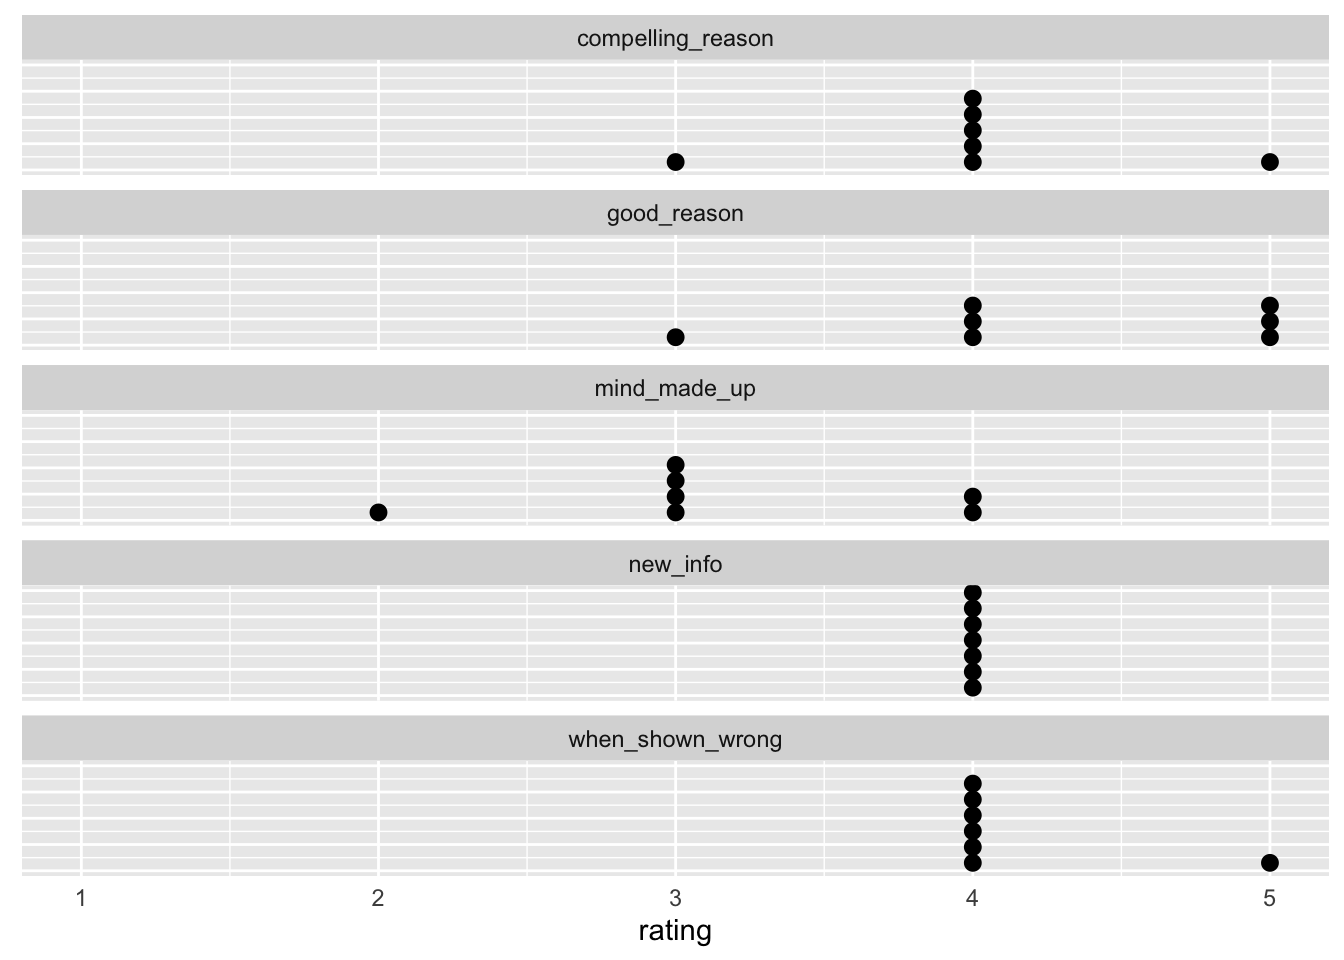 compelling_reason
good_reason
mind_made_up
new_info
when_shown_wrong
1 2 3 4 5
rating